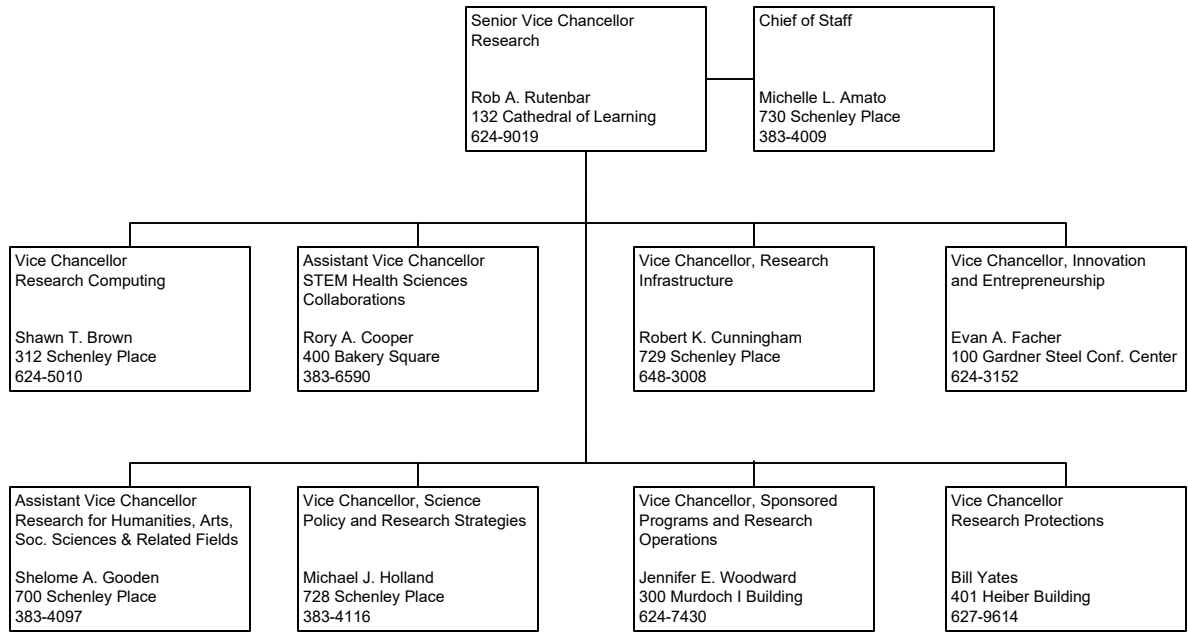 Senior Vice Chancellor
Research
Rob A. Rutenbar
132 Cathedral of Learning
624-9019
Chief of Staff
Michelle L. Amato
730 Schenley Place
383-4009
Vice Chancellor
Research Computing
Shawn T. Brown
312 Schenley Place
624-5010
Assistant Vice Chancellor
STEM Health Sciences
Collaborations
Rory A. Cooper
400 Bakery Square
383-6590
Vice Chancellor, Research
Infrastructure
Robert K. Cunningham
729 Schenley Place
648-3008
Vice Chancellor, Innovation
and Entrepreneurship
Evan A. Facher
100 Gardner Steel Conf. Center
624-3152
Assistant Vice Chancellor
Research for Humanities, Arts,
Soc. Sciences & Related Fields
Shelome A. Gooden
700 Schenley Place
383-4097
Vice Chancellor, Science
Policy and Research Strategies
Michael J. Holland
728 Schenley Place
383-4116
Vice Chancellor, Sponsored
Programs and Research
Operations
Jennifer E. Woodward
300 Murdoch I Building
624-7430
Vice Chancellor
Research Protections
Bill Yates
401 Heiber Building
627-9614